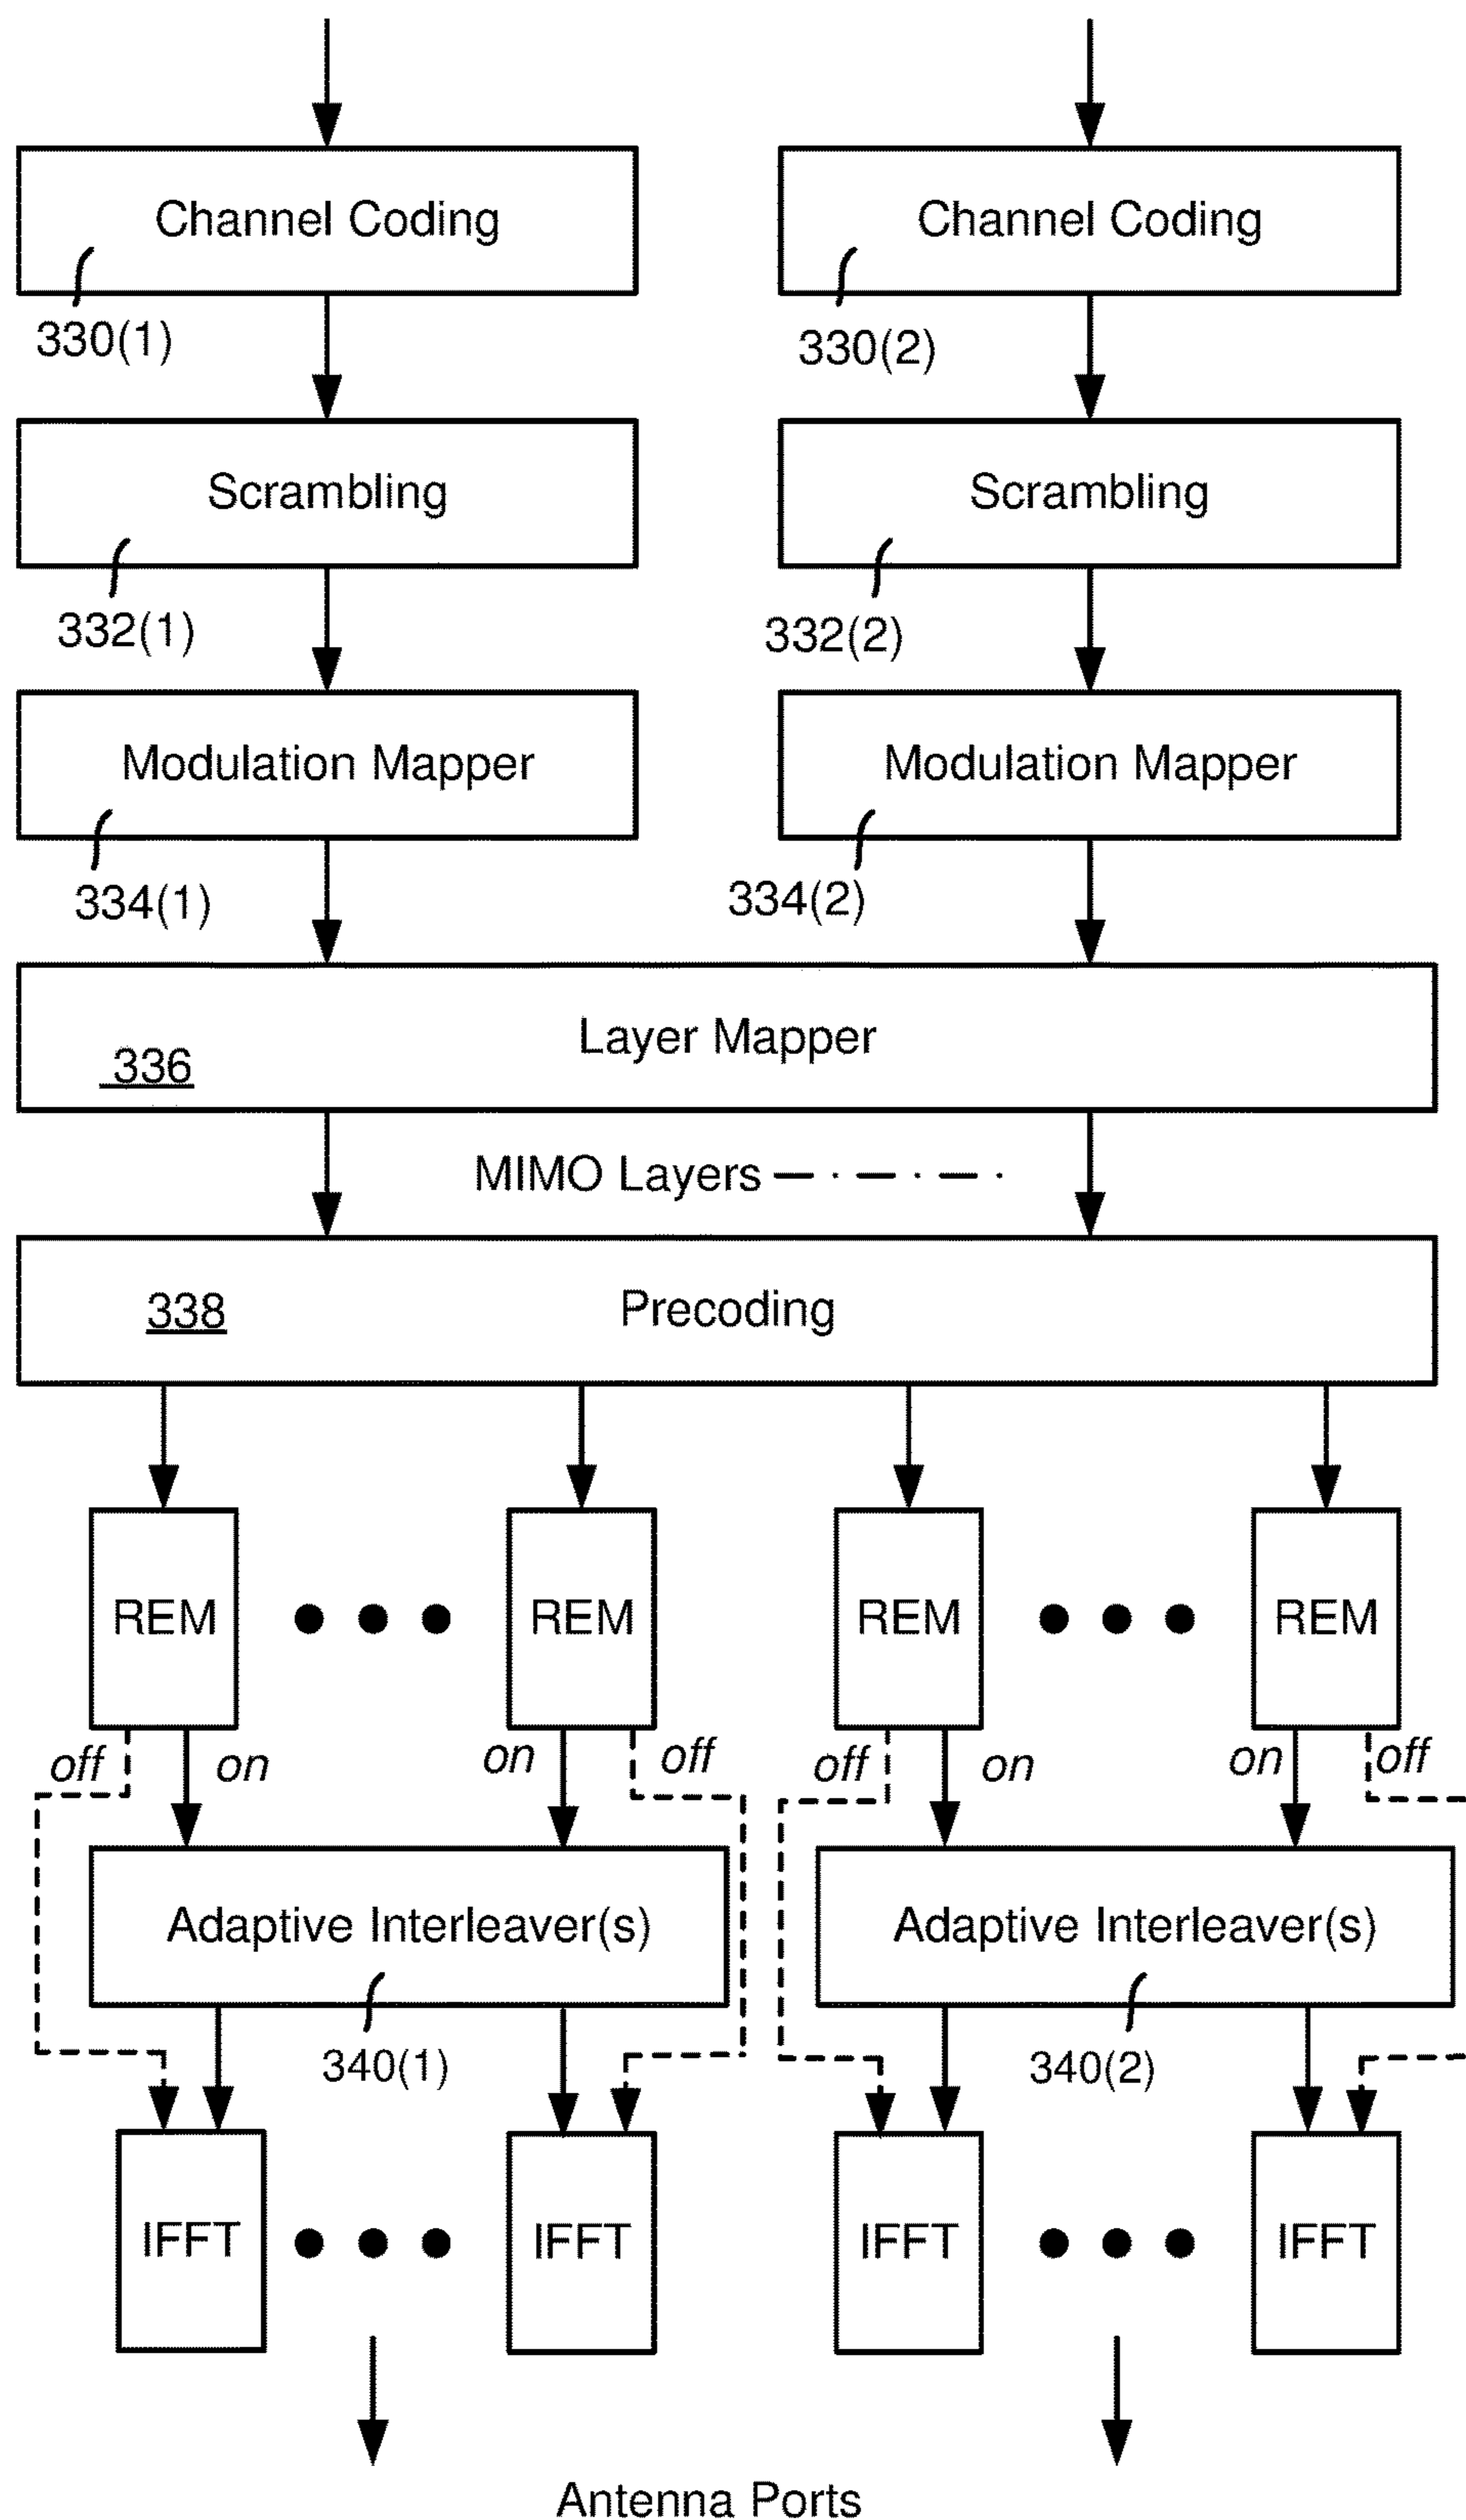 Channel Coding Channel Coding
330(1) 330(2)
Scrambling Scrambling
332(1) 332(2)
Modulation Mapper Modulation Mapper
334(1) 334(2)
Layer Mapper
336
MIMO Layers
338 Precoding
REM REM REM REM
off on on off off on on off
Adaptive Interleaver(s) Adaptive Interleaver(s)
340(1) 340(2)
IFFT IFFT IFFT IFFT
Antenna Ports